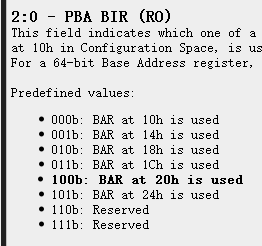 2:0 - PBA BIR (RO)
This field indicates which one of a
at 10h in Configuration Space, is us
For a 64-bit Base Address register,
Predefined values:
• 000b: BAR at 10h is used
• 001b: BAR at 14h is used
• 010b: BAR at 18h is used
• 011b: BAR at 1Ch is used
• 100b: BAR at 20h is used
• 101b: BAR at 24h is used
• 110b: Reserved
• 111b: Reserved